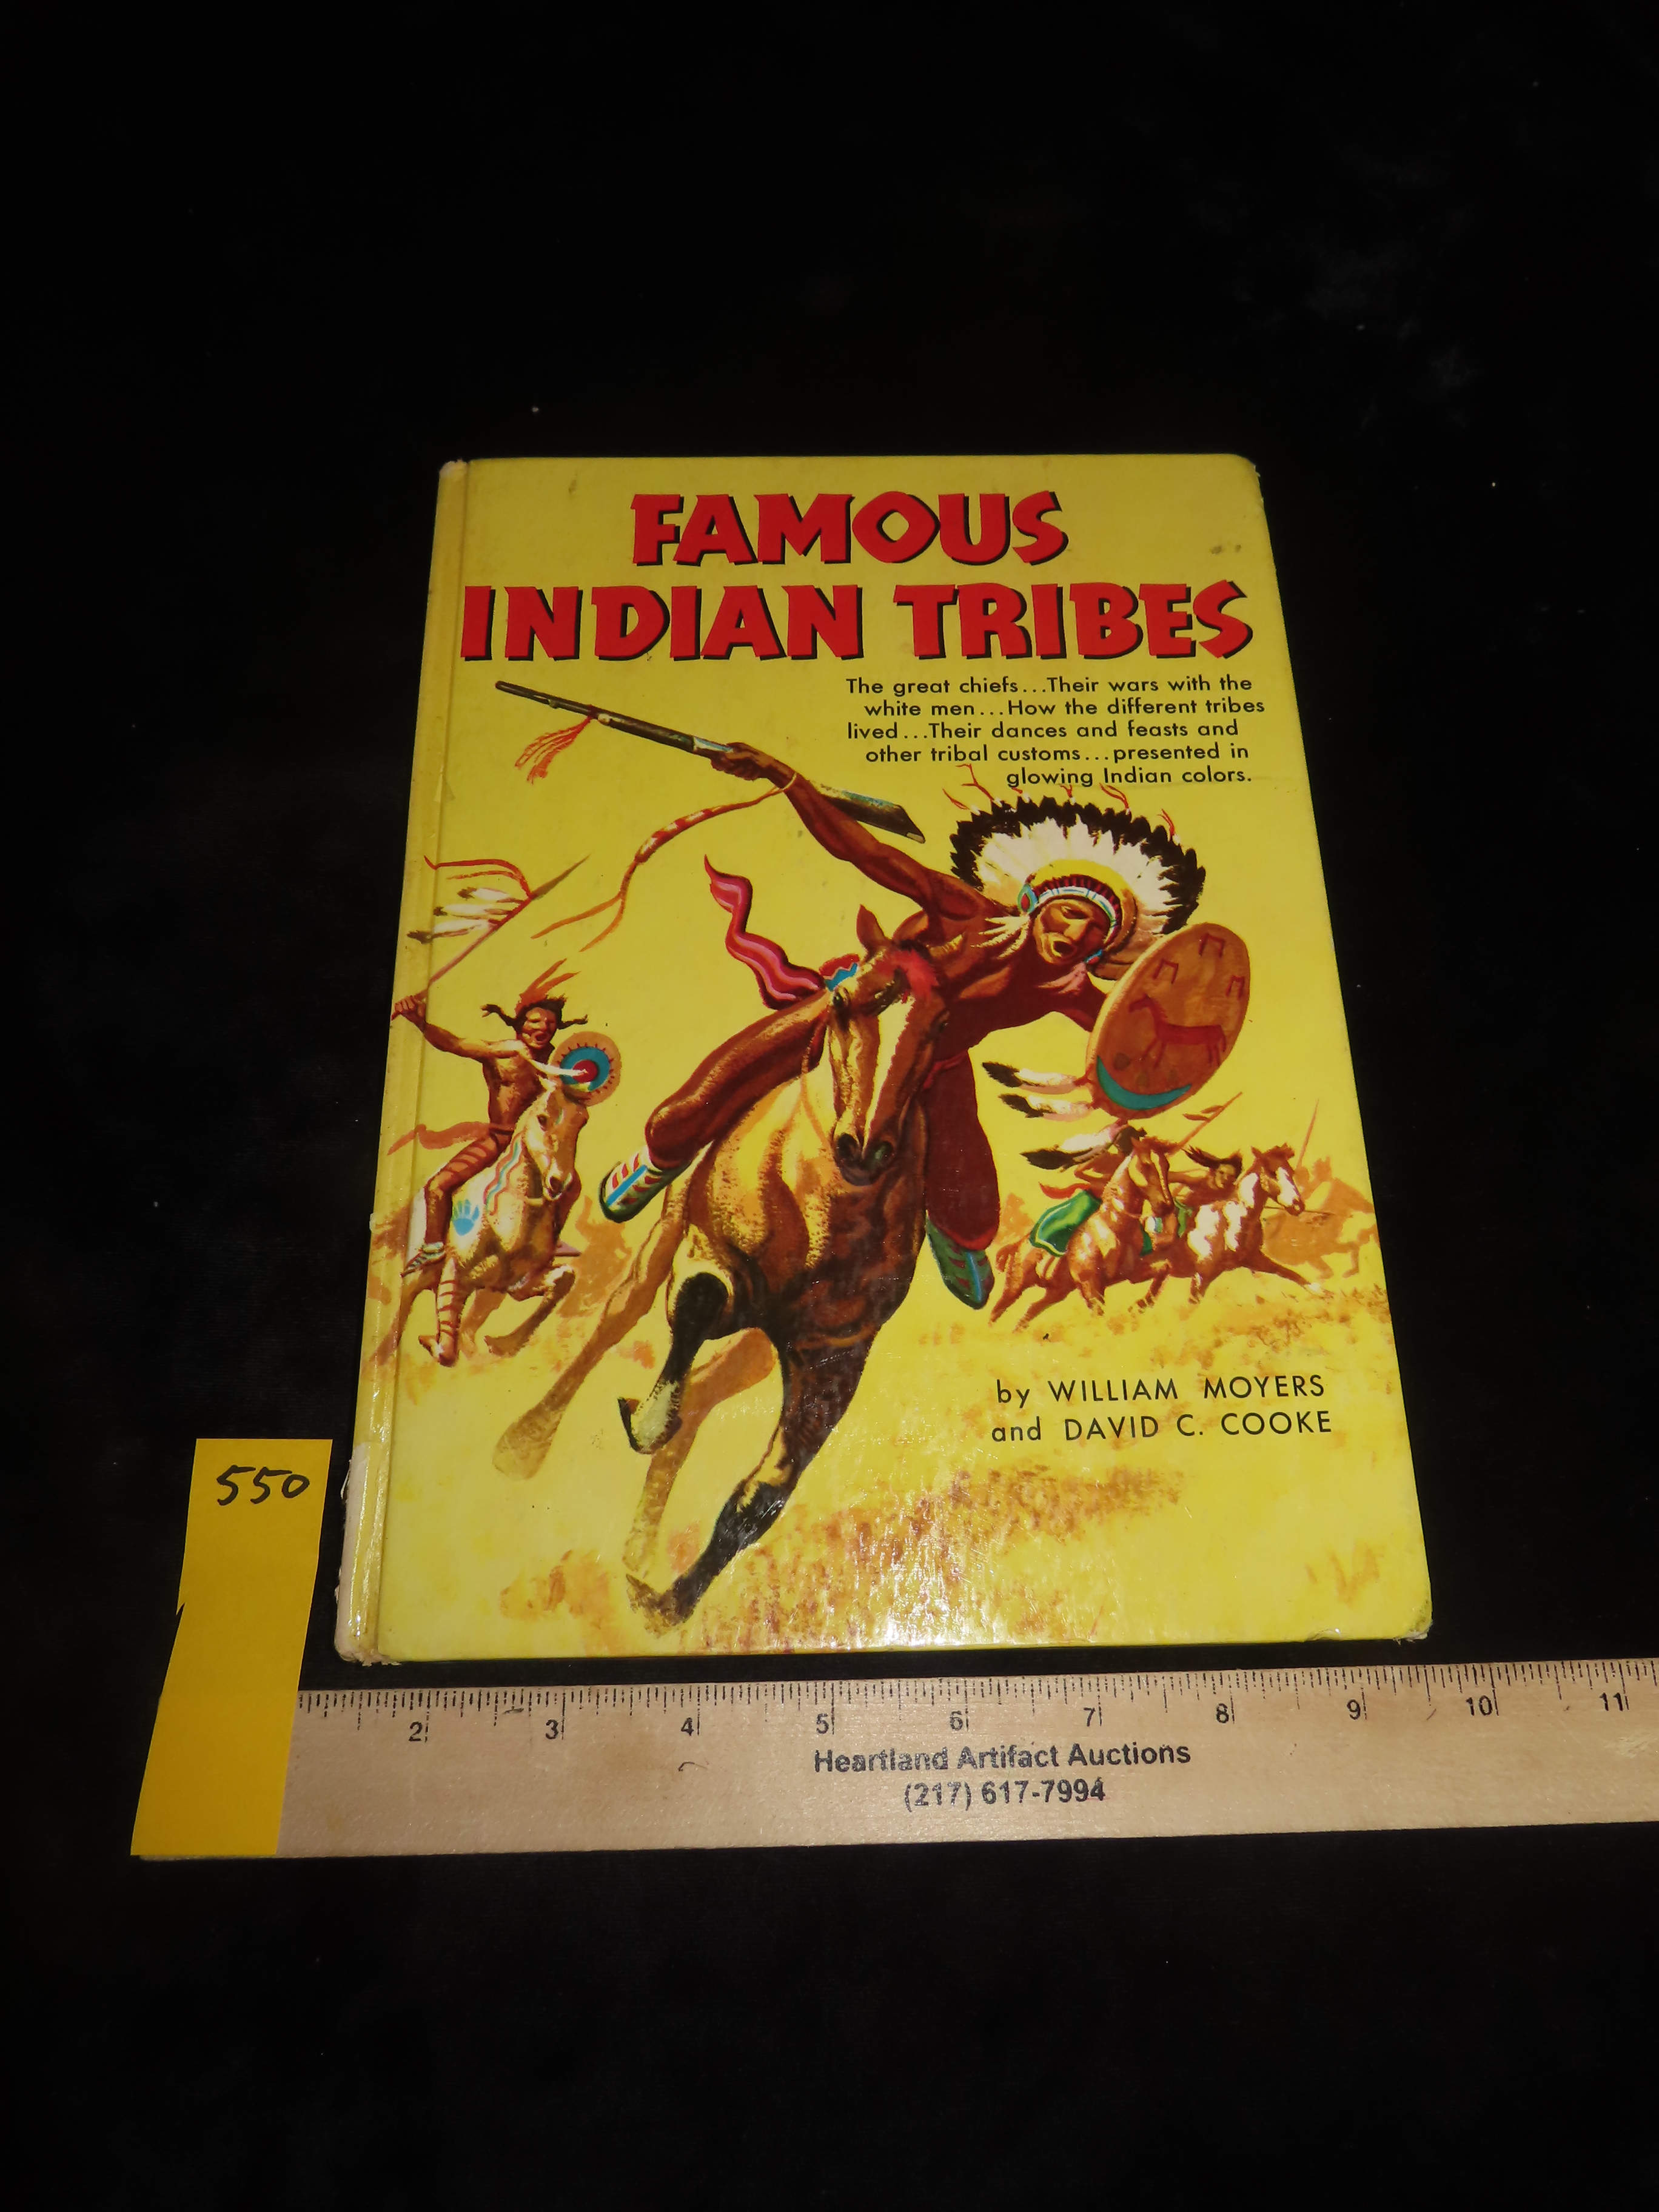 FAMOUS
INDIAN TRIBES
The great chiefs...Their wars with the
white men...How the different tribes
lived...Their dances and feasts and
other tribal customs...presented in
glowing Indian colors.
by WILLIAM MOYERS
and DAVID C. COOKE
550
2 3 4 5 6 7 8 9 10 11
Heartland Artifact Auctions
(217) 617-7994